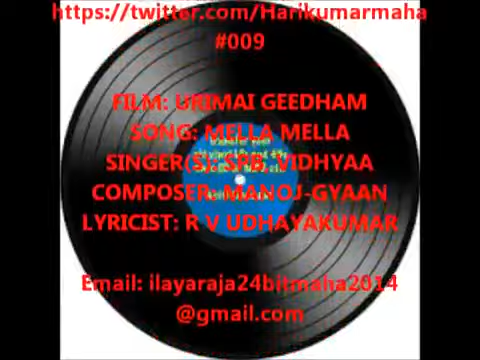 https://twitter.com/Harikumarmaha
#009
FILM: URIMAI GEEDHAM
SONG: MELLA MELLA
SINGER(S): SPB, VIDHYAA
COMPOSER: MANOJ-GYAAN
LYRICIST: R V UDHAYAKUMAR
Email: ilayaraja24bitmaha2014
@gmail.com